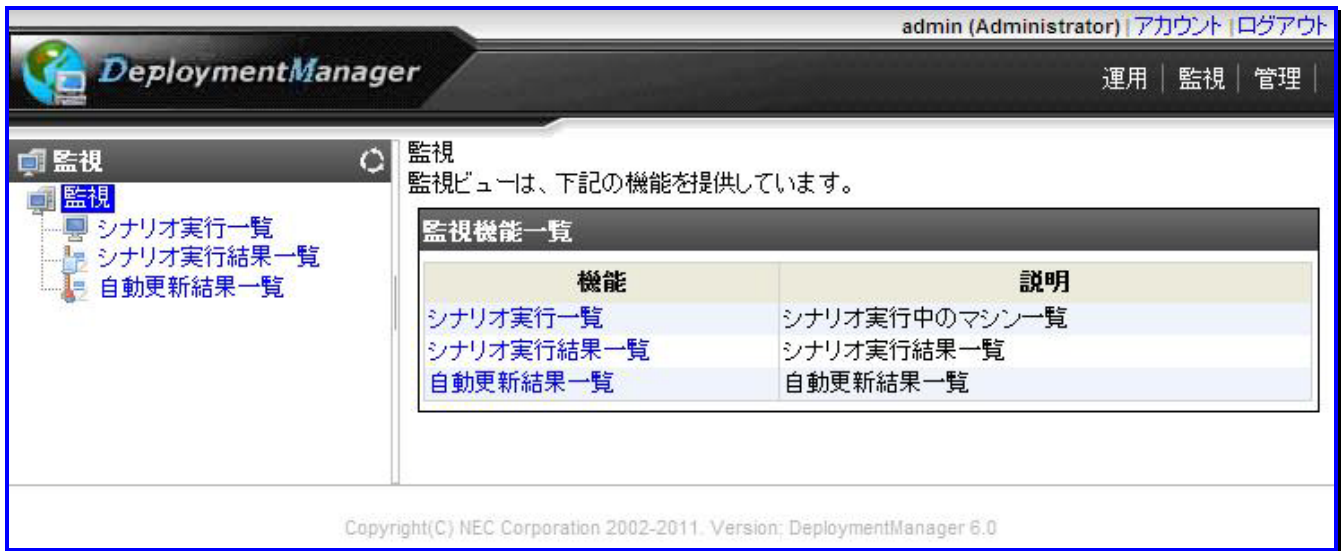 admin (Administrator) | アカウント | ログアウト
DeploymentManager
運用 | 監視 | 管理 |
監視
監視
シナリオ実行一覧
シナリオ実行結果一覧
自動更新結果一覧
監視
監視ビューは、下記の機能を提供しています。
監視機能一覧
機能 説明
シナリオ実行一覧 シナリオ実行中のマシン一覧
シナリオ実行結果一覧 シナリオ実行結果一覧
自動更新結果一覧 自動更新結果一覧
Copyright(C) NEC Corporation 2002-2011. Version: DeploymentManager 6.0